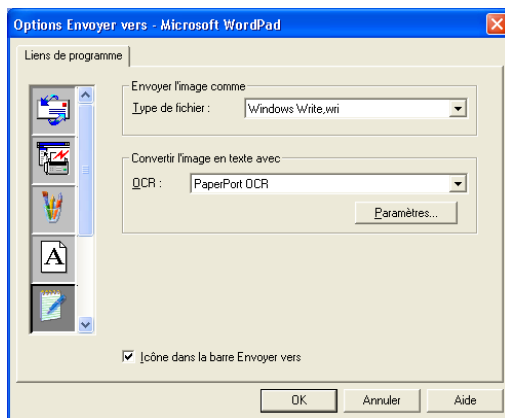 Options Envoyer vers - Microsoft WordPad
Liens de programme
Envoyer l'image comme
Type de fichier : Windows Write,wri
Convertir l'image en texte avec
OCR : PaperPort OCR
Paramètres...
A
Icône dans la barre Envoyer vers
OK Annuler Aide